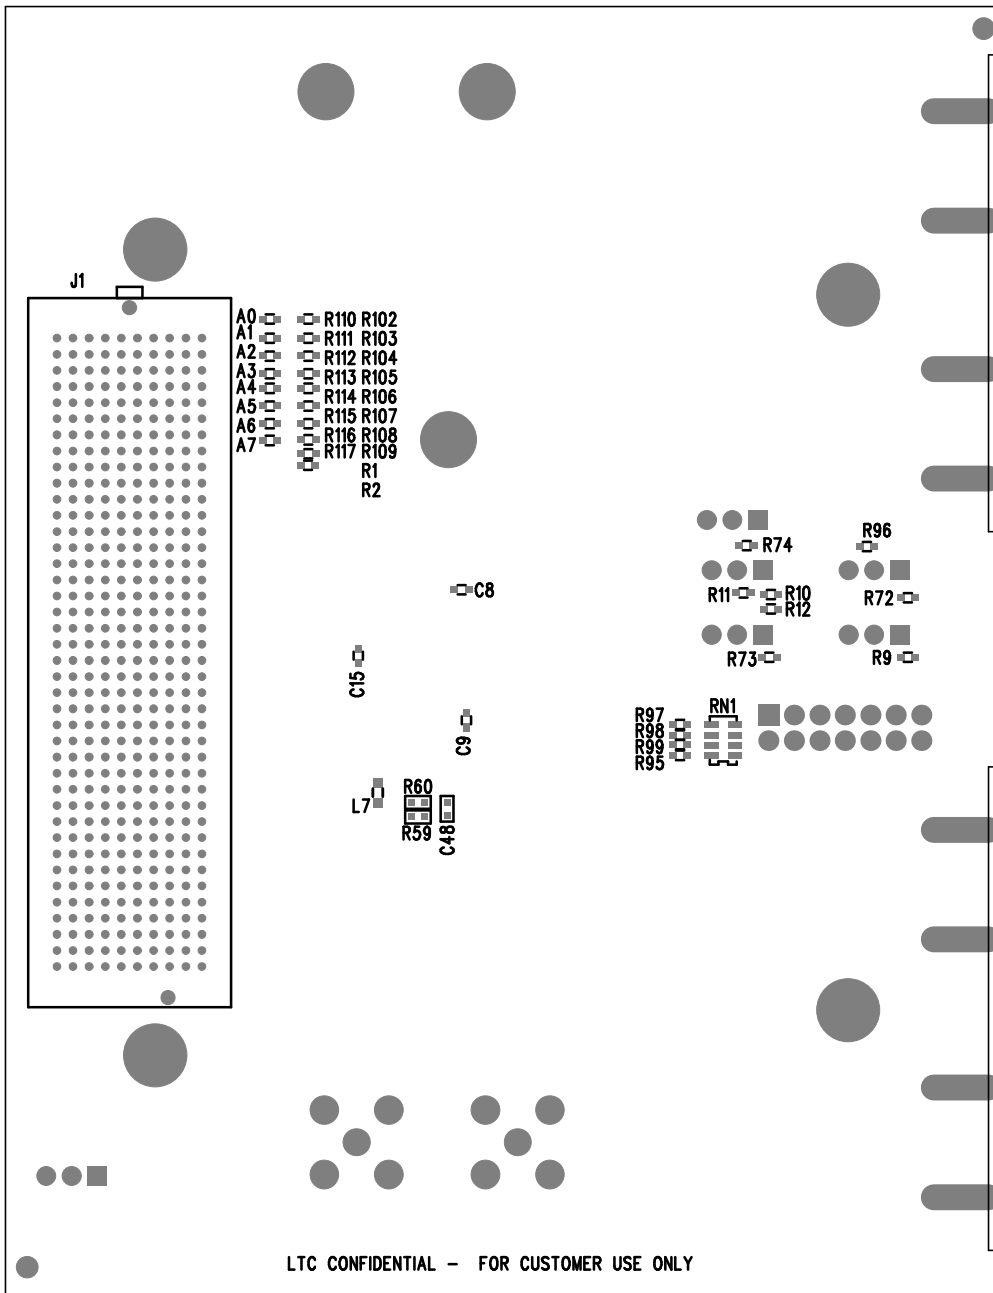 J1
A0 R110 R102
A1 R111 R103
A2 R112 R104
A3 R113 R105
A4 R114 R106
A5 R115 R107
A6 R116 R108
A7 R117 R109
R1
R2
R74
R96
C8
R11
R10
R12
R72
R73
R9
C15
C9
R97
R98
R99
R95
RN1
L7
R60
R59
C48
LTC CONFIDENTIAL – FOR CUSTOMER USE ONLY